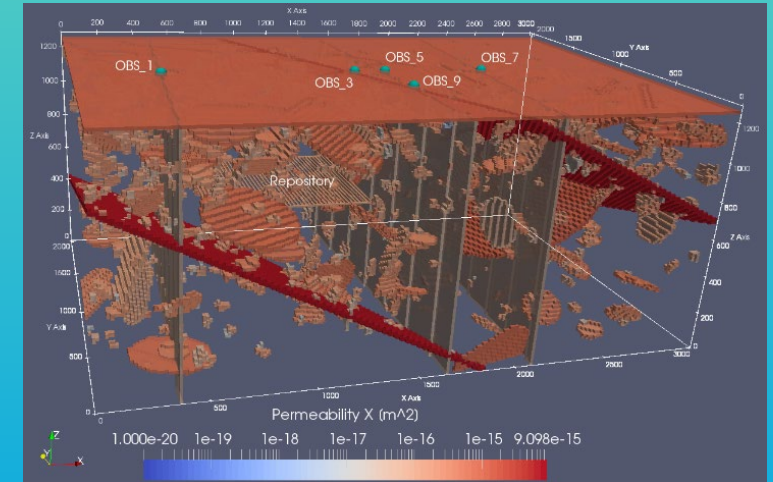 X Axis
0 200 400 600 800 1000 1200 1400 1600 1800 2000 2200 2400 2600 2800 3000
2000
1500
1000
500
0
Y Axis
1200
1000
800
600
400
200
0
Z Axis
OBS_1
OBS_3
OBS_5
OBS_9
OBS_7
Repository
1200
1000
800
600
400
200
0
Z Axis
2000
1500
1000
500
0
Y Axis
0 500 1000 1500 2000 2500 3000
X Axis
Permeability X (m^2)
1.000e-20 1e-19 1e-18 1e-17 1e-16 1e-15 9.098e-15
Z
Y
X